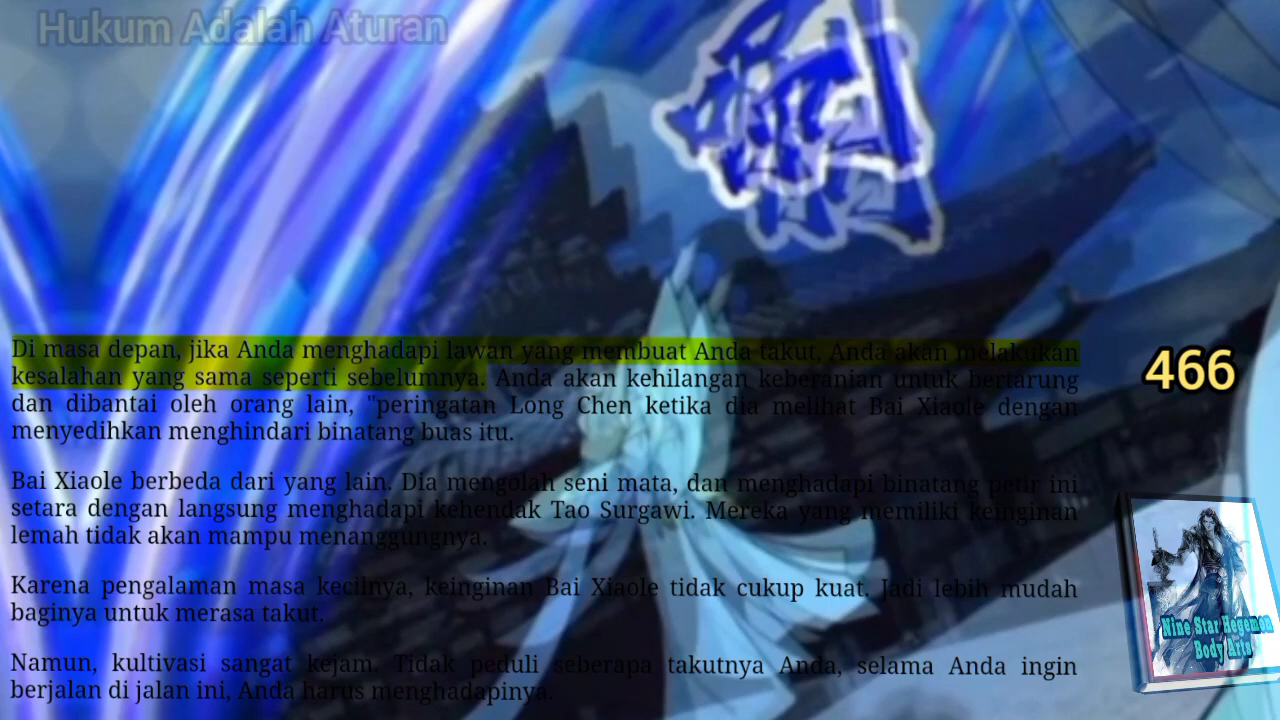 Hukum Adalah Aturan
Di masa depan, jika Anda menghadapi lawan yang membuat Anda takut, Anda akan melakukan
kesalahan yang sama seperti sebelumnya. Anda akan kehilangan keberanian untuk bertarung
dan dibantai oleh orang lain, "peringatan Long Chen ketika dia melihat Bai Xiaole dengan
menyedihkan menghindari binatang buas itu.
466
Bai Xiaole berbeda dari yang lain. Dia mengolah seni mata, dan menghadapi binatang petir ini
setara dengan langsung menghadapi kehendak Tao Surgawi. Mereka yang memiliki keinginan
lemah tidak akan mampu menanggungnya.
Karena pengalaman masa kecilnya, keinginan Bai Xiaole tidak cukup kuat. Jadi lebih mudah
baginya untuk merasa takut.
Namun, kultivasi sangat kejam. Tidak peduli seberapa takutnya Anda, selama Anda ingin
berjalan di jalan ini, Anda harus menghadapinya.
Nine Star Hegemon
Body Arts